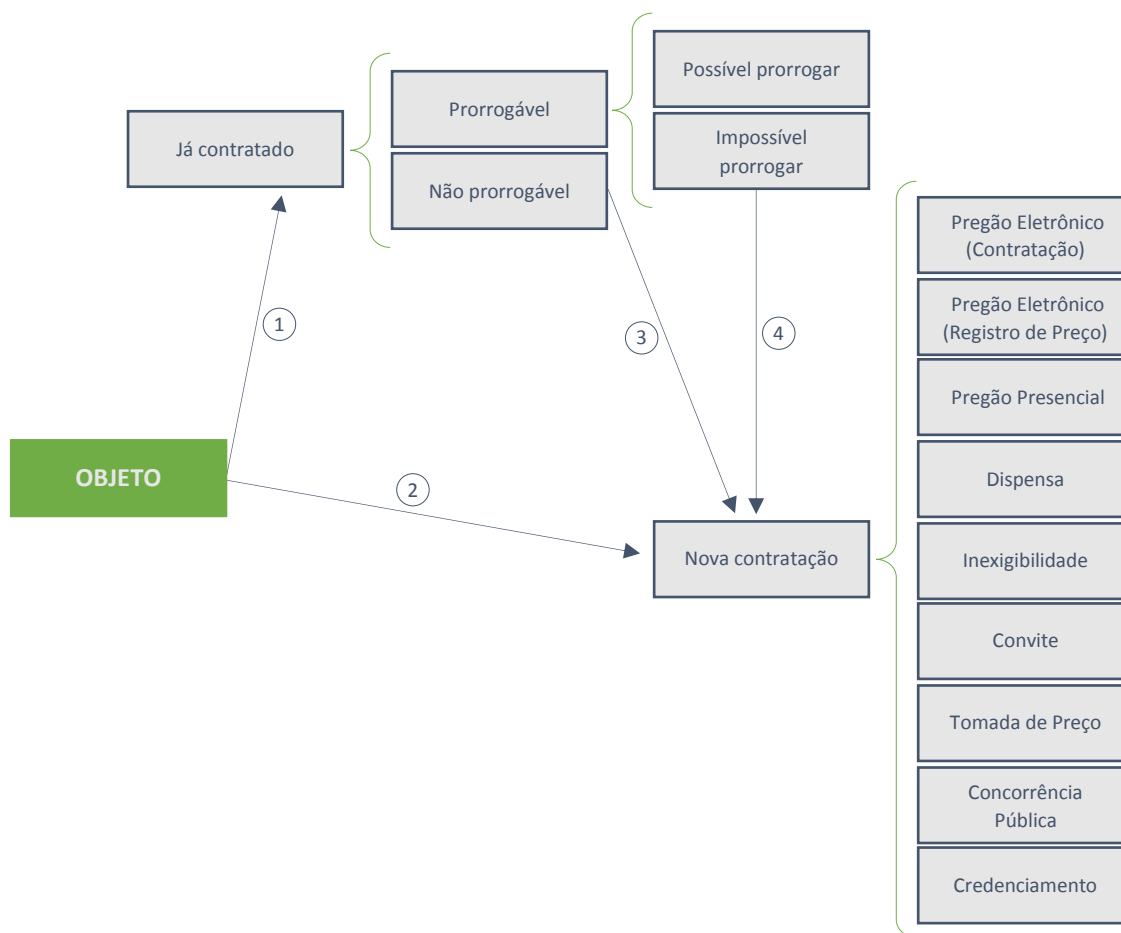 Possível prorrogar
Prorrogável
Já contratado
Impossível
prorrogar
Não prorrogável
Pregão Eletrônico
(Contratação)
1
3
4
Pregão Eletrônico
(Registro de Preço)
Pregão Presencial
OBJETO
2
Dispensa
Nova contratação
Inexigibilidade
Convite
Tomada de Preço
Concorrência
Pública
Credenciamento